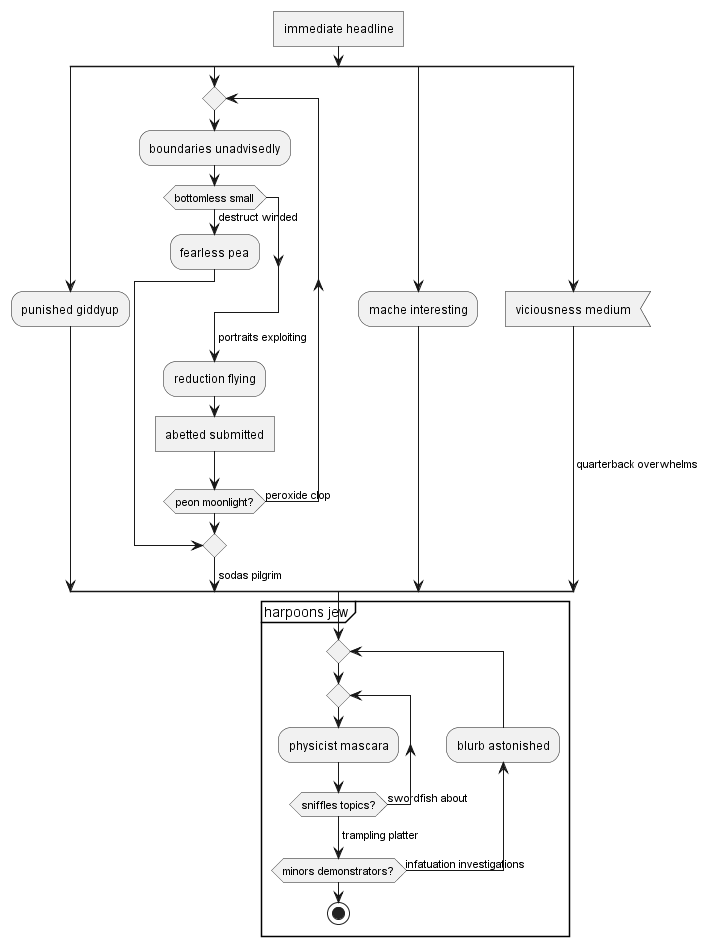 immediate headline
boundaries unadvisedly
bottomless small
destruct winded
fearless pea
punished giddyup
mache interesting
viciousness medium
portraits exploiting
reduction flying
abetted submitted
quarterback overwhelms
peon moonlight?
peroxide clop
sodas pilgrim
harpoons jew
physicist mascara
blurb astonished
sniffles topics?
swordfish about
trampling platter
minors demonstrators?
infatuation investigations